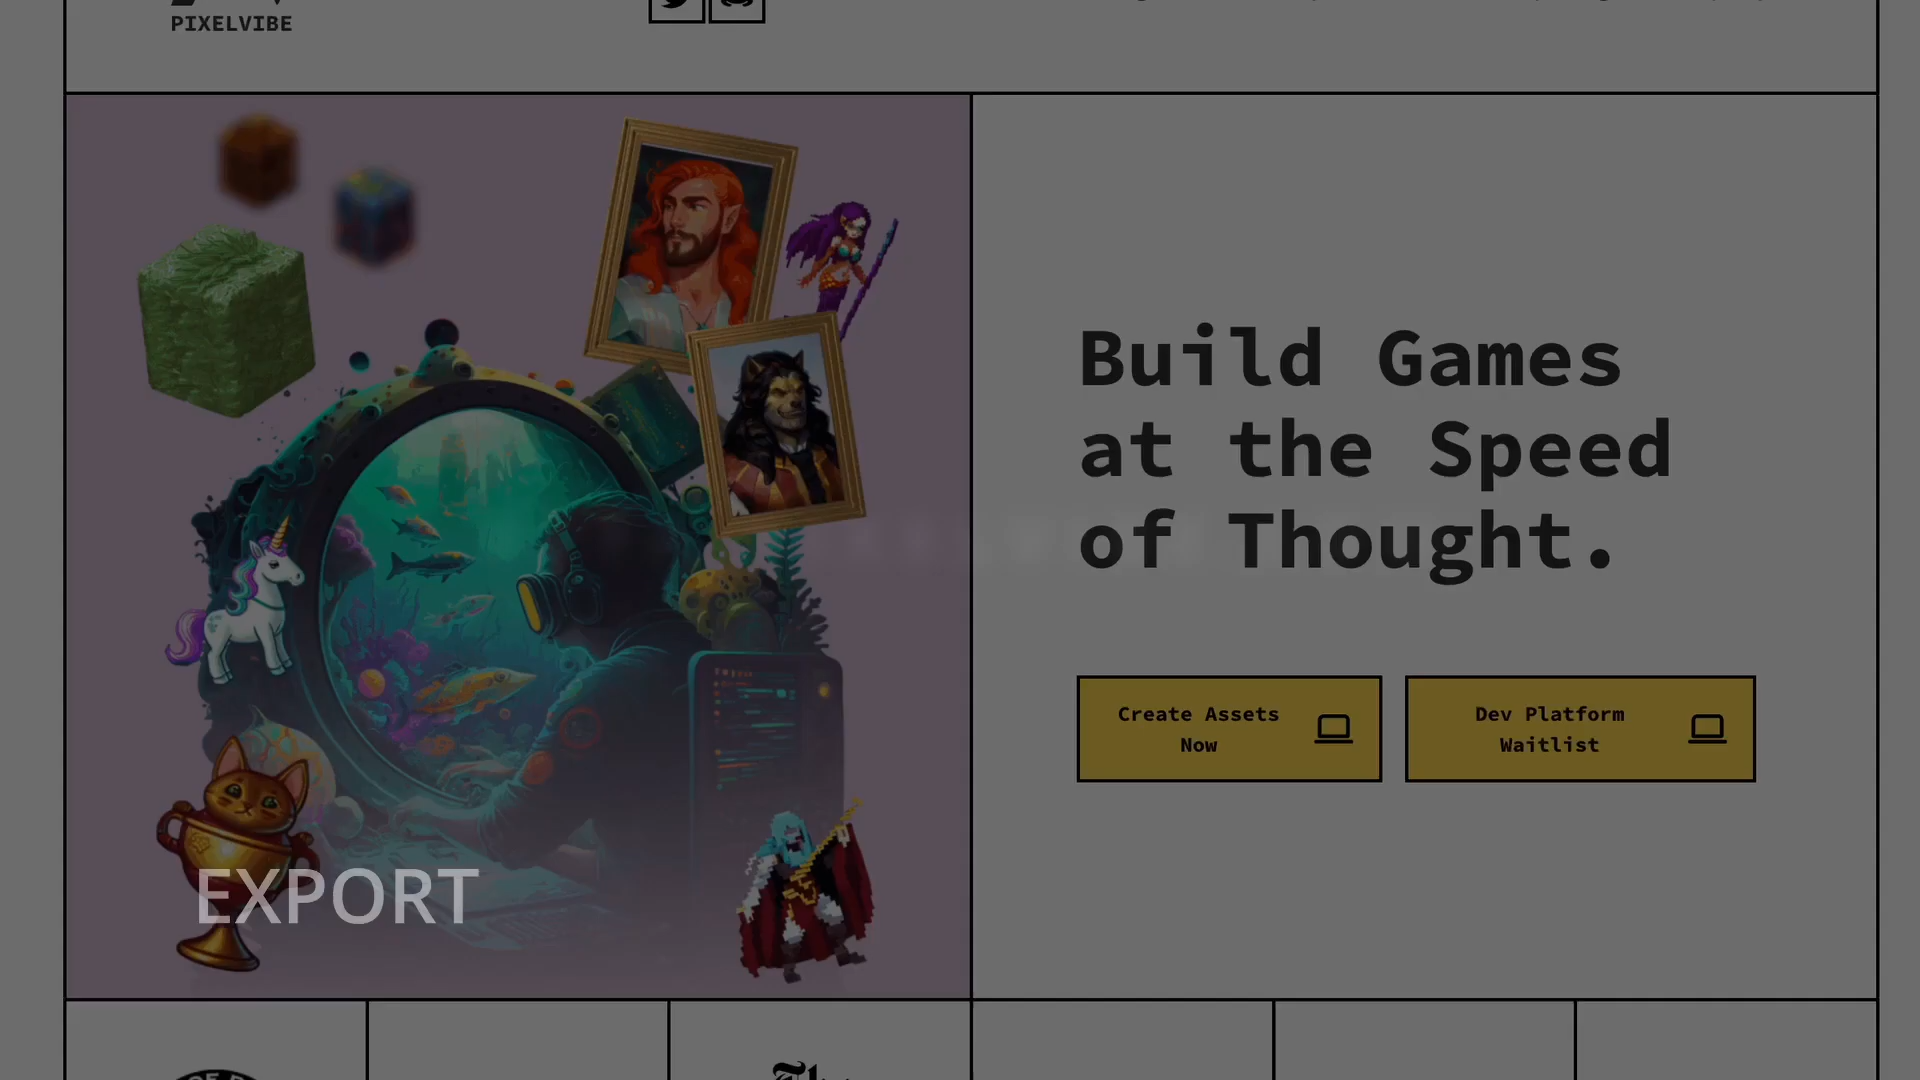 PIXELVIBE
Build Games
at the Speed
of Thought.
Create Assets
Now
Dev Platform
Waitlist
EXPORT